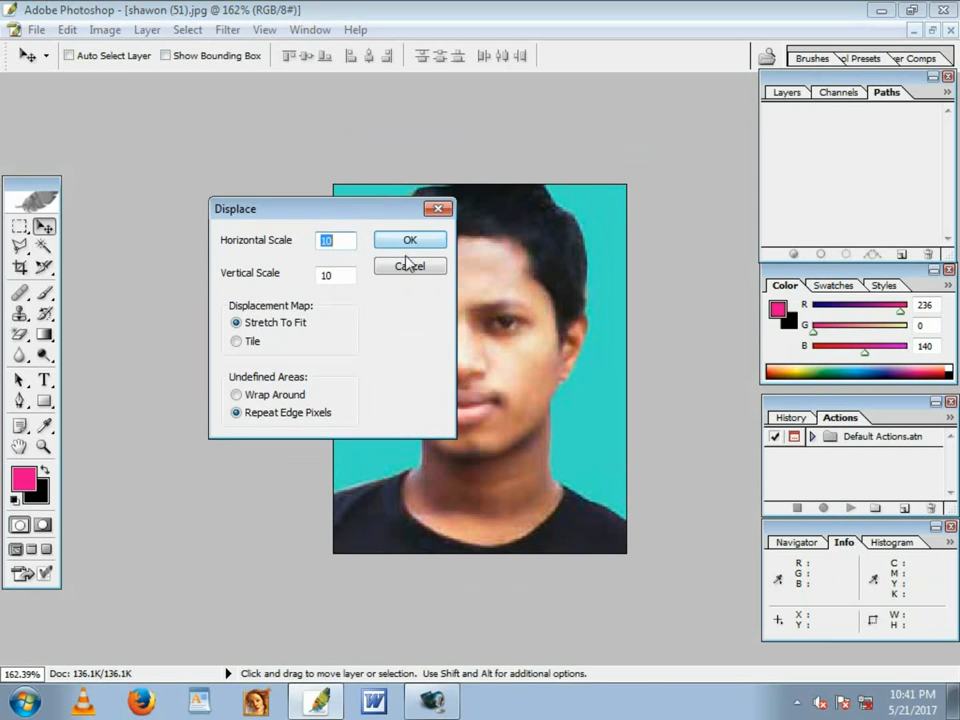 Adobe Photoshop - [shawon (51).jpg @ 162% (RGB/8#)]
File Edit Image Layer Select Filter View Window Help
Auto Select Layer Show Bounding Box
Brushes ol Presets er Comps
Layers Channels Paths
Displace
Horizontal Scale 10 OK
Cancel
Vertical Scale 10
Displacement Map:
Stretch To Fit
Tile
Undefined Areas:
Wrap Around
Repeat Edge Pixels
Color Swatches Styles
R 236
G 0
B 140
History Actions
Default Actions.atn
Navigator Info Histogram
R : C :
G : M :
B : Y :
K :
X : W :
Y : H :
162.39% Doc: 136.1K/136.1K Click and drag to move layer or selection. Use Shift and Alt for additional options.
10:41 PM
5/21/2017